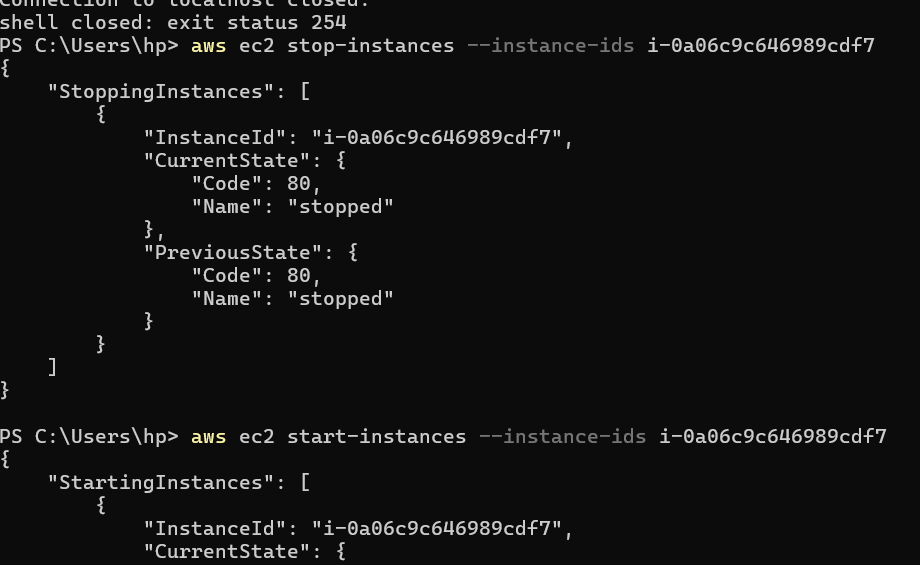 Connection to localhost closed.
shell closed: exit status 254
PS C:\Users\hp> aws ec2 stop-instances --instance-ids i-0a06c9c646989cdf7
{
    "StoppingInstances": [
        {
            "InstanceId": "i-0a06c9c646989cdf7",
            "CurrentState": {
                "Code": 80,
                "Name": "stopped"
            },
            "PreviousState": {
                "Code": 80,
                "Name": "stopped"
            }
        }
    ]
}

PS C:\Users\hp> aws ec2 start-instances --instance-ids i-0a06c9c646989cdf7
{
    "StartingInstances": [
        {
            "InstanceId": "i-0a06c9c646989cdf7",
            "CurrentState": {